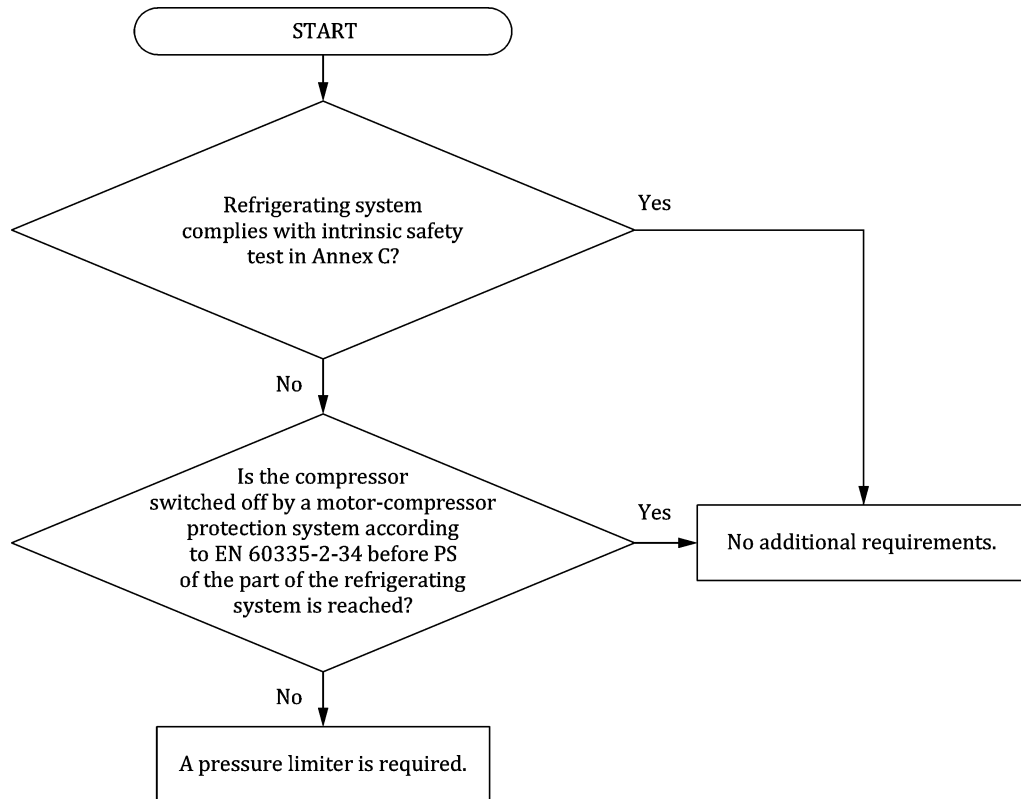 START
Refrigerating system
complies with intrinsic safety
test in Annex C?
Yes
No
Is the compressor
switched off by a motor-compressor
protection system according
to EN 60335-2-34 before PS
of the part of the refrigerating
system is reached?
Yes
No additional requirements.
No
A pressure limiter is required.